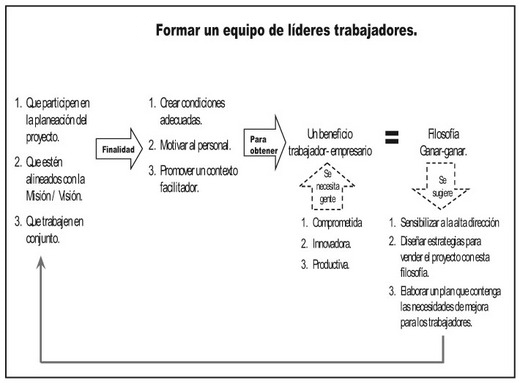 Formar un equipo de líderes trabajadores.
1. Que participen en
la planeación del
proyecto.
2. Que estén
alineados con la
Misión / Visión.
3. Que trabajen en
conjunto.
Finalidad
1. Crear condiciones
adecuadas.
2. Motivar al personal.
3. Promover un contexto
facilitador.
Para
obtener
Un beneficio
trabajador- empresario
=
Filosofía
Ganar-ganar.
Se
necesita
gente
1. Comprometida
2. Innovadora.
3. Productiva.
Se
sugiere
1. Sensibilizar a la alta dirección
2. Diseñar estrategias para
vender el proyecto con esta
filosofía.
3. Elaborar un plan que contenga
las necesidades de mejora
para los trabajadores.